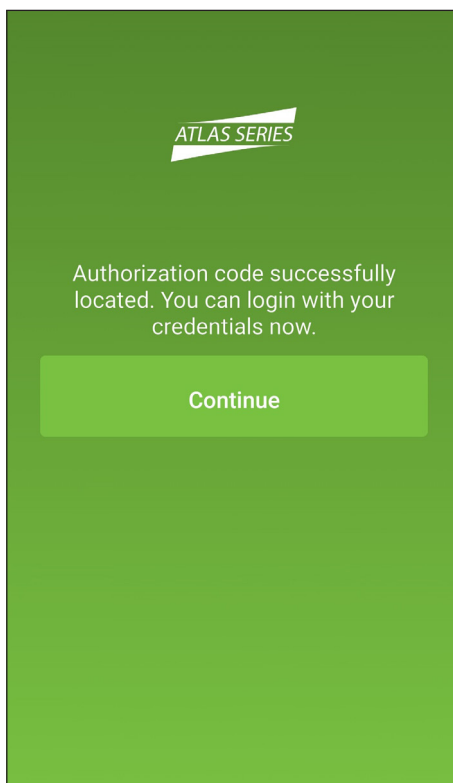 ATLAS SERIES
Authorization code successfully
located. You can login with your
credentials now.
Continue